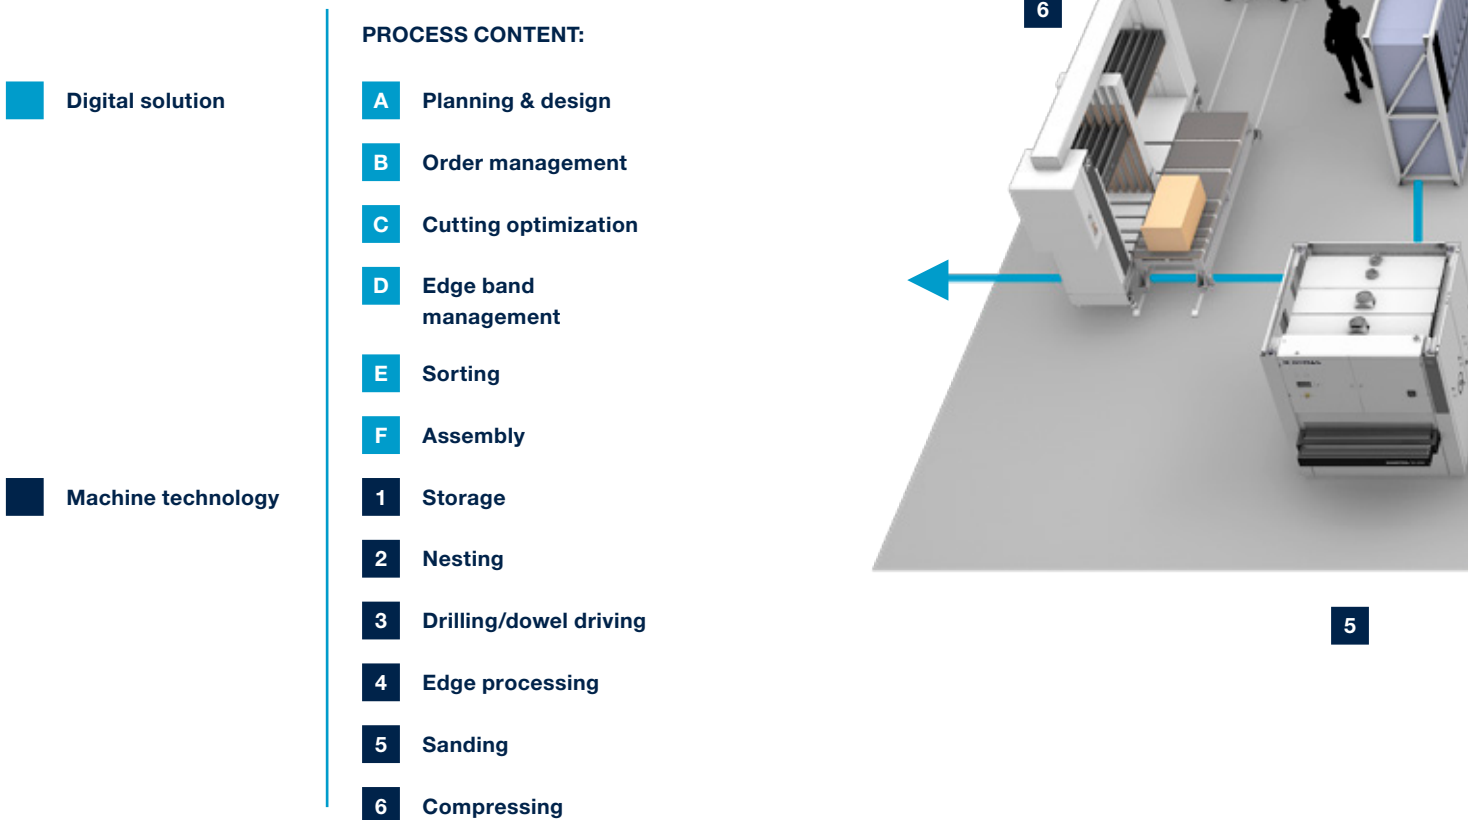 PROCESS CONTENT:
Digital solution
A Planning & design
B Order management
C Cutting optimization
D Edge band
management
E Sorting
F Assembly
Machine technology
1 Storage
2 Nesting
3 Drilling/dowel driving
4 Edge processing
5 Sanding
6 Compressing
6
5